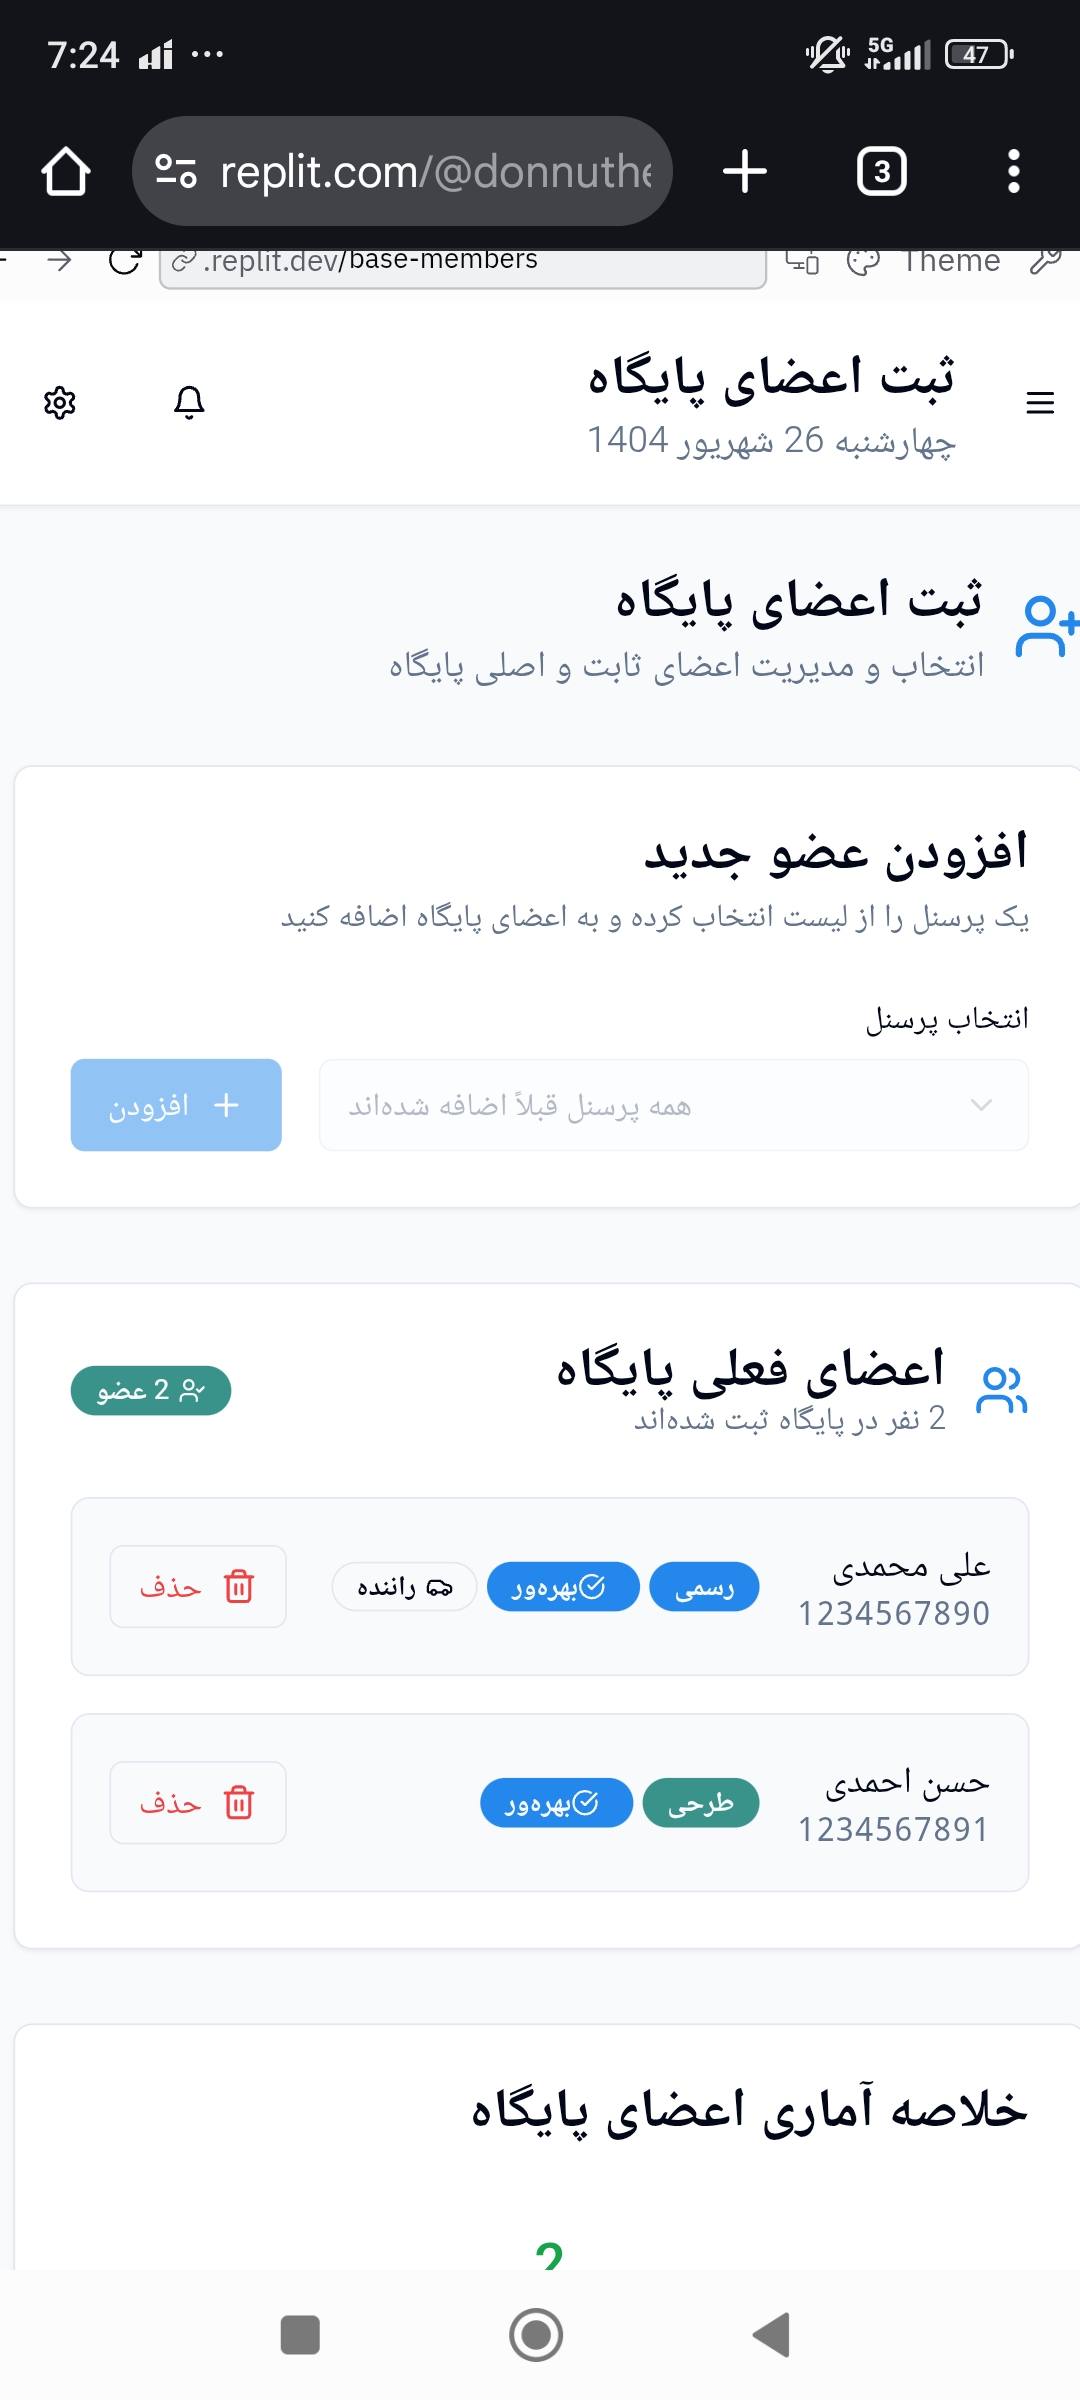 7:24
5G
47
replit.com/@donnuthe
3
.replit.dev/base-members
Theme
ثبت اعضای پایگاه
چهارشنبه 26 شهریور 1404
ثبت اعضای پایگاه
انتخاب و مدیریت اعضای ثابت و اصلی پایگاه
افزودن عضو جدید
یک پرسنل را از لیست انتخاب کرده و به اعضای پایگاه اضافه کنید
انتخاب پرسنل
همه پرسنل قبلاً اضافه شده‌اند
افزودن
اعضای فعلی پایگاه
2 عضو
2 نفر در پایگاه ثبت شده‌اند
علی محمدی
1234567890
رسمی
بهره‌ور
راننده
حذف
حسن احمدی
1234567891
طرحی
بهره‌ور
حذف
خلاصه آماری اعضای پایگاه
2